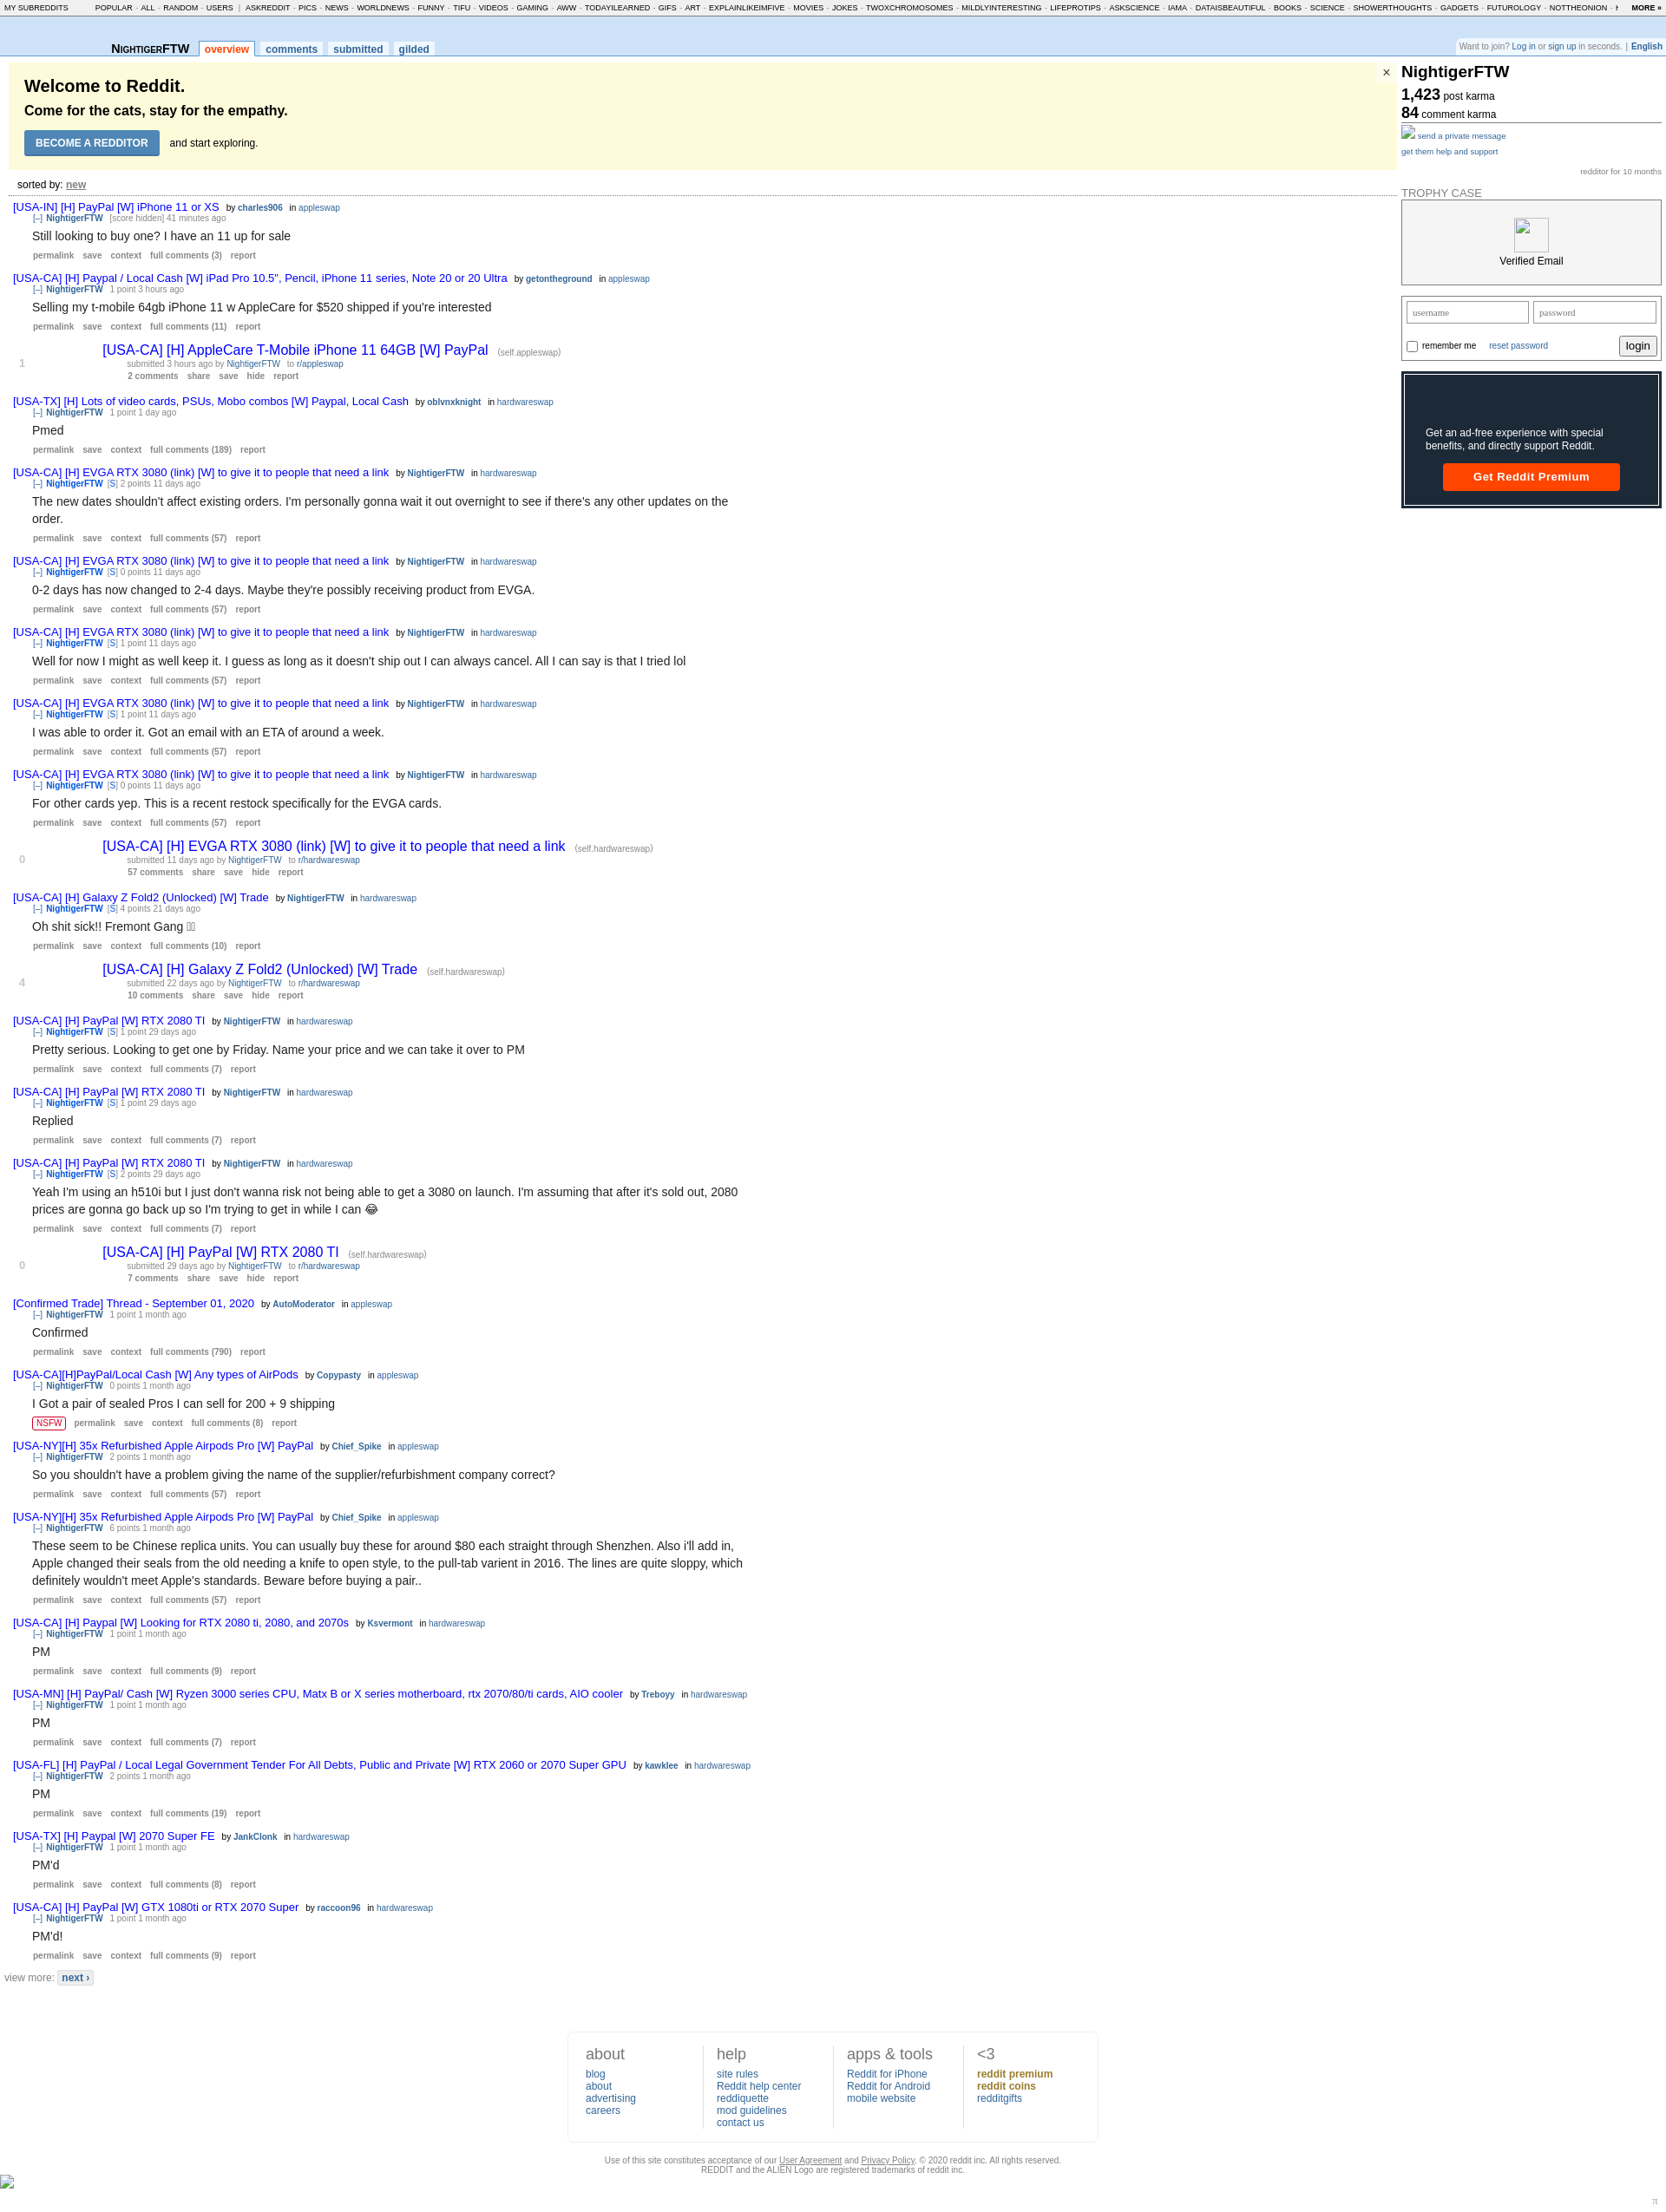 MY SUBREDDITS POPULAR - ALL - RANDOM - USERS | ASKREDDIT - PICS - NEWS - WORLDNEWS - FUNNY - TIFU - VIDEOS - GAMING - AWW - TODAYILEARNED - GIFS - ART - EXPLAINLIKEIMFIVE - MOVIES - JOKES - TWOXCHROMOSOMES - MILDLYINTERESTING - LIFEPROTIPS - ASKSCIENCE - IAMA - DATAISBEAUTIFUL - BOOKS - SCIENCE - SHOWERTHOUGHTS - GADGETS - FUTUROLOGY - NOTTHEONION - MORE »
NIGHTIGERFTW overview comments submitted gilded
Want to join? Log in or sign up in seconds. | English
Welcome to Reddit.
Come for the cats, stay for the empathy.
BECOME A REDDITOR and start exploring.
×
sorted by: new
[USA-IN] [H] PayPal [W] iPhone 11 or XS by charles906 in appleswap
[–] NightigerFTW [score hidden] 41 minutes ago
Still looking to buy one? I have an 11 up for sale
permalink save context full comments (3) report
[USA-CA] [H] Paypal / Local Cash [W] iPad Pro 10.5", Pencil, iPhone 11 series, Note 20 or 20 Ultra by getontheground in appleswap
[–] NightigerFTW 1 point 3 hours ago
Selling my t-mobile 64gb iPhone 11 w AppleCare for $520 shipped if you're interested
permalink save context full comments (11) report
1
[USA-CA] [H] AppleCare T-Mobile iPhone 11 64GB [W] PayPal (self.appleswap)
submitted 3 hours ago by NightigerFTW to r/appleswap
2 comments share save hide report
[USA-TX] [H] Lots of video cards, PSUs, Mobo combos [W] Paypal, Local Cash by oblvnxknight in hardwareswap
[–] NightigerFTW 1 point 1 day ago
Pmed
permalink save context full comments (189) report
[USA-CA] [H] EVGA RTX 3080 (link) [W] to give it to people that need a link by NightigerFTW in hardwareswap
[–] NightigerFTW [S] 2 points 11 days ago
The new dates shouldn't affect existing orders. I'm personally gonna wait it out overnight to see if there's any other updates on the
order.
permalink save context full comments (57) report
[USA-CA] [H] EVGA RTX 3080 (link) [W] to give it to people that need a link by NightigerFTW in hardwareswap
[–] NightigerFTW [S] 0 points 11 days ago
0-2 days has now changed to 2-4 days. Maybe they're possibly receiving product from EVGA.
permalink save context full comments (57) report
[USA-CA] [H] EVGA RTX 3080 (link) [W] to give it to people that need a link by NightigerFTW in hardwareswap
[–] NightigerFTW [S] 1 point 11 days ago
Well for now I might as well keep it. I guess as long as it doesn't ship out I can always cancel. All I can say is that I tried lol
permalink save context full comments (57) report
[USA-CA] [H] EVGA RTX 3080 (link) [W] to give it to people that need a link by NightigerFTW in hardwareswap
[–] NightigerFTW [S] 1 point 11 days ago
I was able to order it. Got an email with an ETA of around a week.
permalink save context full comments (57) report
[USA-CA] [H] EVGA RTX 3080 (link) [W] to give it to people that need a link by NightigerFTW in hardwareswap
[–] NightigerFTW [S] 0 points 11 days ago
For other cards yep. This is a recent restock specifically for the EVGA cards.
permalink save context full comments (57) report
0
[USA-CA] [H] EVGA RTX 3080 (link) [W] to give it to people that need a link (self.hardwareswap)
submitted 11 days ago by NightigerFTW to r/hardwareswap
57 comments share save hide report
[USA-CA] [H] Galaxy Z Fold2 (Unlocked) [W] Trade by NightigerFTW in hardwareswap
[–] NightigerFTW [S] 4 points 21 days ago
Oh shit sick!! Fremont Gang
permalink save context full comments (10) report
4
[USA-CA] [H] Galaxy Z Fold2 (Unlocked) [W] Trade (self.hardwareswap)
submitted 22 days ago by NightigerFTW to r/hardwareswap
10 comments share save hide report
[USA-CA] [H] PayPal [W] RTX 2080 TI by NightigerFTW in hardwareswap
[–] NightigerFTW [S] 1 point 29 days ago
Pretty serious. Looking to get one by Friday. Name your price and we can take it over to PM
permalink save context full comments (7) report
[USA-CA] [H] PayPal [W] RTX 2080 TI by NightigerFTW in hardwareswap
[–] NightigerFTW [S] 1 point 29 days ago
Replied
permalink save context full comments (7) report
[USA-CA] [H] PayPal [W] RTX 2080 TI by NightigerFTW in hardwareswap
[–] NightigerFTW [S] 2 points 29 days ago
Yeah I'm using an h510i but I just don't wanna risk not being able to get a 3080 on launch. I'm assuming that after it's sold out, 2080
prices are gonna go back up so I'm trying to get in while I can 😂
permalink save context full comments (7) report
0
[USA-CA] [H] PayPal [W] RTX 2080 TI (self.hardwareswap)
submitted 29 days ago by NightigerFTW to r/hardwareswap
7 comments share save hide report
[Confirmed Trade] Thread - September 01, 2020 by AutoModerator in appleswap
[–] NightigerFTW 1 point 1 month ago
Confirmed
permalink save context full comments (790) report
[USA-CA][H]PayPal/Local Cash [W] Any types of AirPods by Copypasty in appleswap
[–] NightigerFTW 0 points 1 month ago
I Got a pair of sealed Pros I can sell for 200 + 9 shipping
NSFW permalink save context full comments (8) report
[USA-NY][H] 35x Refurbished Apple Airpods Pro [W] PayPal by Chief_Spike in appleswap
[–] NightigerFTW 2 points 1 month ago
So you shouldn't have a problem giving the name of the supplier/refurbishment company correct?
permalink save context full comments (57) report
[USA-NY][H] 35x Refurbished Apple Airpods Pro [W] PayPal by Chief_Spike in appleswap
[–] NightigerFTW 6 points 1 month ago
These seem to be Chinese replica units. You can usually buy these for around $80 each straight through Shenzhen. Also i'll add in,
Apple changed their seals from the old needing a knife to open style, to the pull-tab varient in 2016. The lines are quite sloppy, which
definitely wouldn't meet Apple's standards. Beware before buying a pair..
permalink save context full comments (57) report
[USA-CA] [H] Paypal [W] Looking for RTX 2080 ti, 2080, and 2070s by Ksvermont in hardwareswap
[–] NightigerFTW 1 point 1 month ago
PM
permalink save context full comments (9) report
[USA-MN] [H] PayPal/ Cash [W] Ryzen 3000 series CPU, Matx B or X series motherboard, rtx 2070/80/ti cards, AIO cooler by Treboyy in hardwareswap
[–] NightigerFTW 1 point 1 month ago
PM
permalink save context full comments (7) report
[USA-FL] [H] PayPal / Local Legal Government Tender For All Debts, Public and Private [W] RTX 2060 or 2070 Super GPU by kawklee in hardwareswap
[–] NightigerFTW 2 points 1 month ago
PM
permalink save context full comments (19) report
[USA-TX] [H] Paypal [W] 2070 Super FE by JankClonk in hardwareswap
[–] NightigerFTW 1 point 1 month ago
PM'd
permalink save context full comments (8) report
[USA-CA] [H] PayPal [W] GTX 1080ti or RTX 2070 Super by raccoon96 in hardwareswap
[–] NightigerFTW 1 point 1 month ago
PM'd!
permalink save context full comments (9) report
view more: next ›
NightigerFTW
1,423 post karma
84 comment karma
send a private message
get them help and support
redditor for 10 months
TROPHY CASE
Verified Email
username password
remember me reset password login
Get an ad-free experience with special
benefits, and directly support Reddit.
Get Reddit Premium
about
blog
about
advertising
careers
help
site rules
Reddit help center
reddiquette
mod guidelines
contact us
apps & tools
Reddit for iPhone
Reddit for Android
mobile website
<3
reddit premium
reddit coins
redditgifts
Use of this site constitutes acceptance of our User Agreement and Privacy Policy. © 2020 reddit inc. All rights reserved.
REDDIT and the ALIEN Logo are registered trademarks of reddit inc.
π